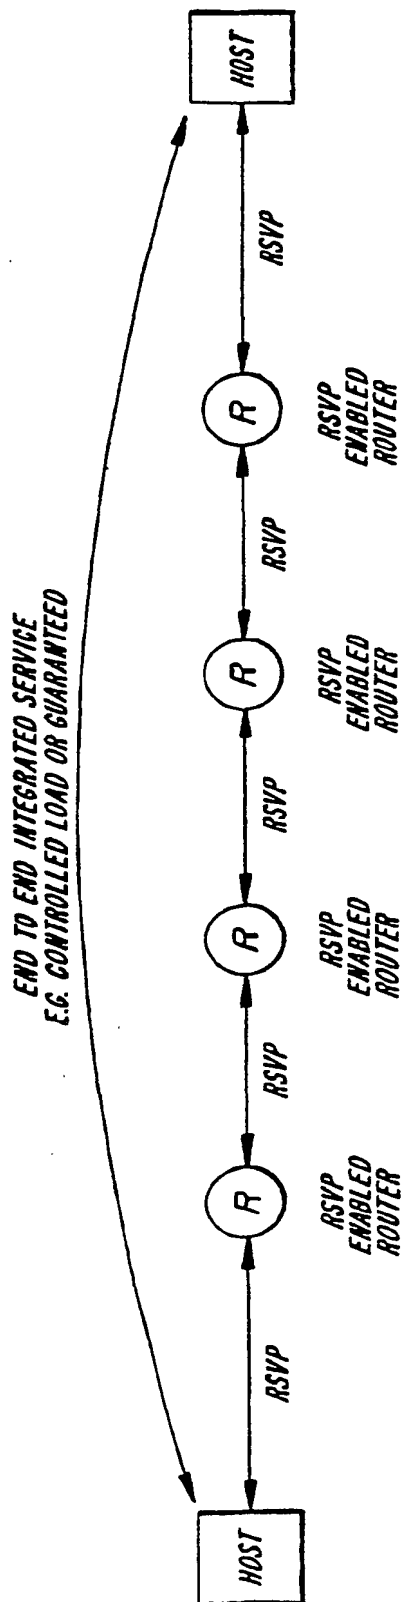 END TO END INTEGRATED SERVICE
E.G. CONTROLLED LOAD OR GUARANTEED
HOST
RSVP
R
RSVP
R
RSVP
R
RSVP
R
RSVP
HOST
RSVP
ENABLED
ROUTER
RSVP
ENABLED
ROUTER
RSVP
ENABLED
ROUTER
RSVP
ENABLED
ROUTER